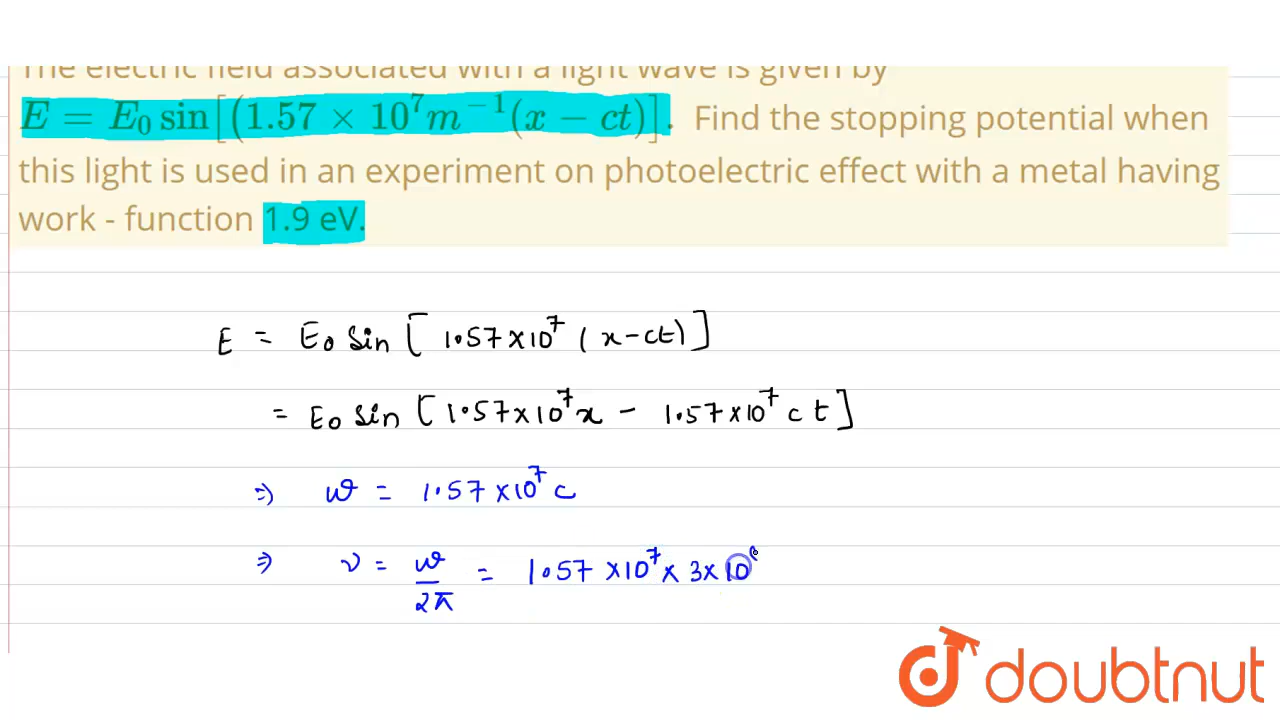 The electric field associated with a light wave is given by
E = E₀ sin[(1.57 × 10⁷ m⁻¹(x − ct)]. Find the stopping potential when
this light is used in an experiment on photoelectric effect with a metal having
work - function 1.9 eV.
E = E₀ sin [ 1.57×10⁷ ( x-ct) ]
= E₀ sin [ 1.57×10⁷x - 1.57×10⁷ c t ]
⇒ ω = 1.57×10⁷ c
⇒ ν = ω/2π = 1.57 ×10⁷ × 3×10
doubtnut